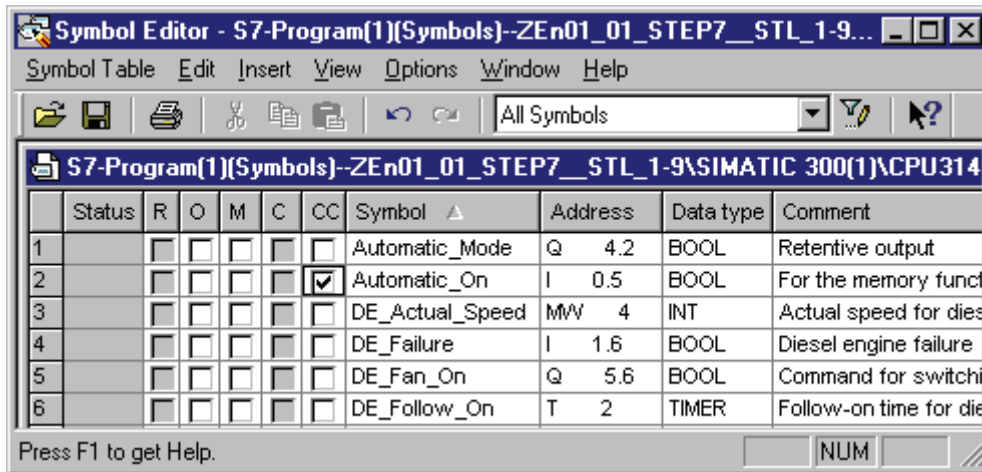 Symbol Editor - S7-Program(1)(Symbols)--ZEn01_01_STEP7__STL_1-9...
Symbol Table Edit Insert View Options Window Help
All Symbols
S7-Program(1)(Symbols)--ZEn01_01_STEP7__STL_1-9\SIMATIC 300(1)\CPU314
Status R O M C CC Symbol Address Data type Comment
1 Automatic_Mode Q 4.2 BOOL Retentive output
2 Automatic_On I 0.5 BOOL For the memory funct
3 DE_Actual_Speed MW 4 INT Actual speed for dies
4 DE_Failure I 1.6 BOOL Diesel engine failure
5 DE_Fan_On Q 5.6 BOOL Command for switchi
6 DE_Follow_On T 2 TIMER Follow-on time for die
Press F1 to get Help. NUM